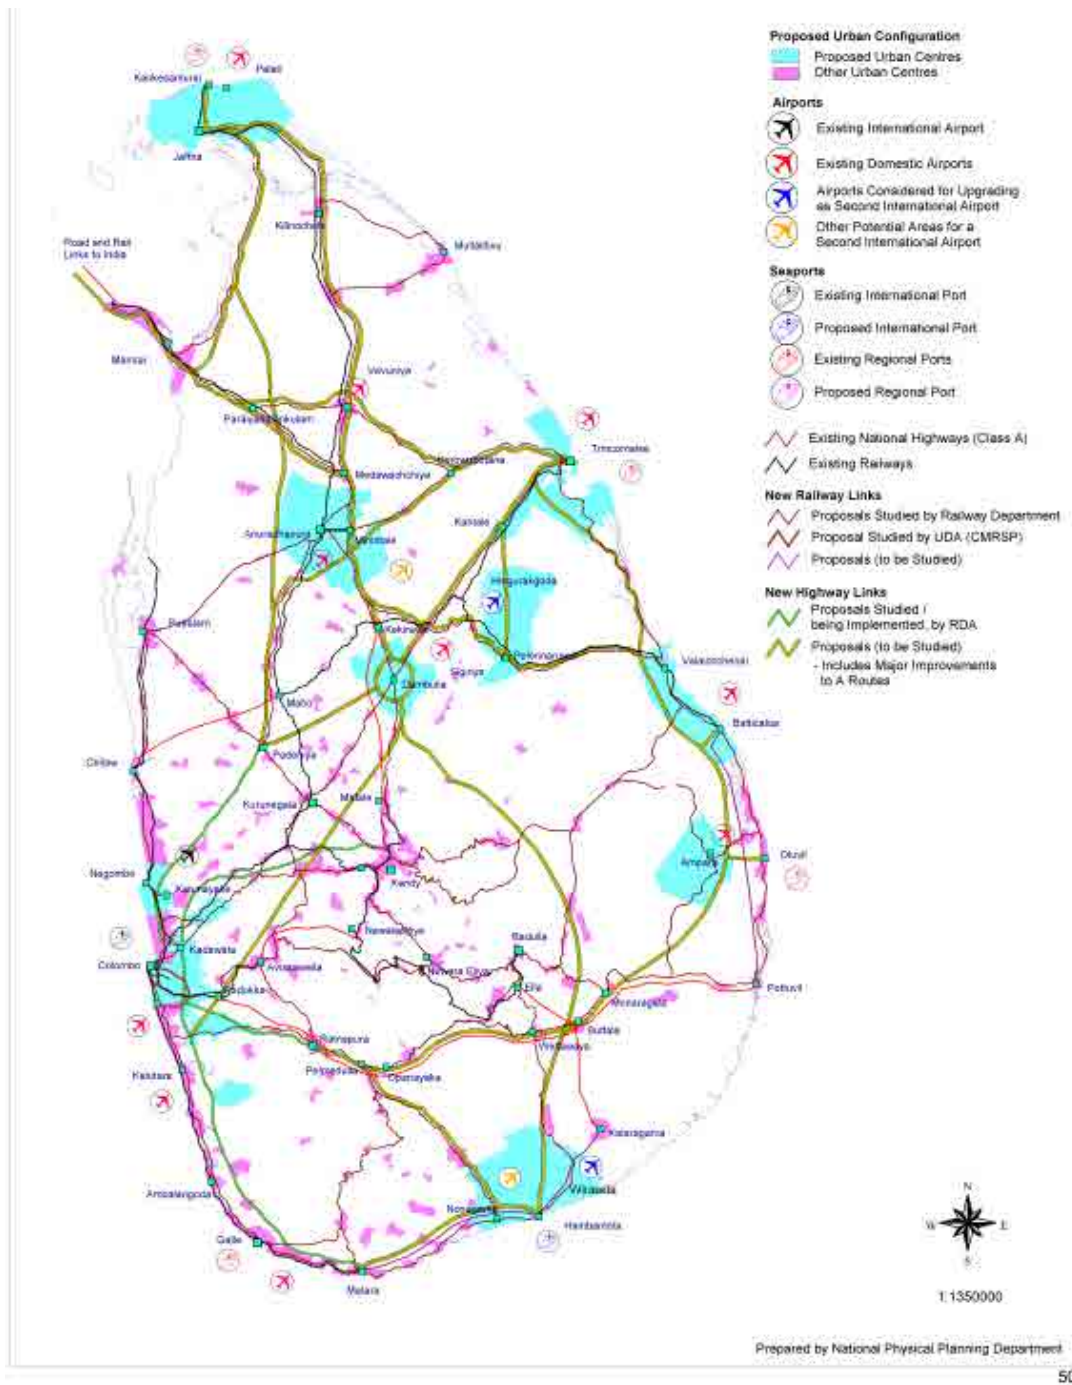 Proposed Urban Configuration
Proposed Urban Centres
Other Urban Centres
Airports
Existing International Airport
Existing Domestic Airports
Airports Considered for Upgrading
as Second International Airport
Other Potential Areas for a
Second International Airport
Seaports
Existing International Port
Proposed International Port
Existing Regional Ports
Proposed Regional Port
Existing National Highways (Class A)
Existing Railways
New Railway Links
Proposals Studied by Railway Department
Proposal Studied by UDA (CMRSP)
Proposals (to be Studied)
New Highway Links
Proposals Studied /
being Implemented, by RDA
Proposals (to be Studied)
- Includes Major Improvements
to A Routes
Kankesanturai
Palali
Jaffna
Kilinochchi
Mullaitivu
Road and Rail
Links to India
Mannar
Vavuniya
Trincomalee
Medawachchiya
Kantale
Anuradhapura
Hingurakgoda
Puttalam
Kekirawa
Sigiriya
Dambulla
Valaichchenai
Batticaloa
Maho
Padeniya
Chilaw
Kurunegala
Matale
Ampara
Oluvil
Negombo
Katunayake
Kandy
Kadawata
Nawalapitiya
Badulla
Colombo
Avissawella
Nuwara Eliya
Ella
Pottuvil
Monaragala
Buttala
Wellawaya
Ratnapura
Pelmadulla
Opanayaka
Kalutara
Kataragama
Ambalangoda
Hambantota
Galle
Matara
N
W
E
S
1:1350000
Prepared by National Physical Planning Department
50